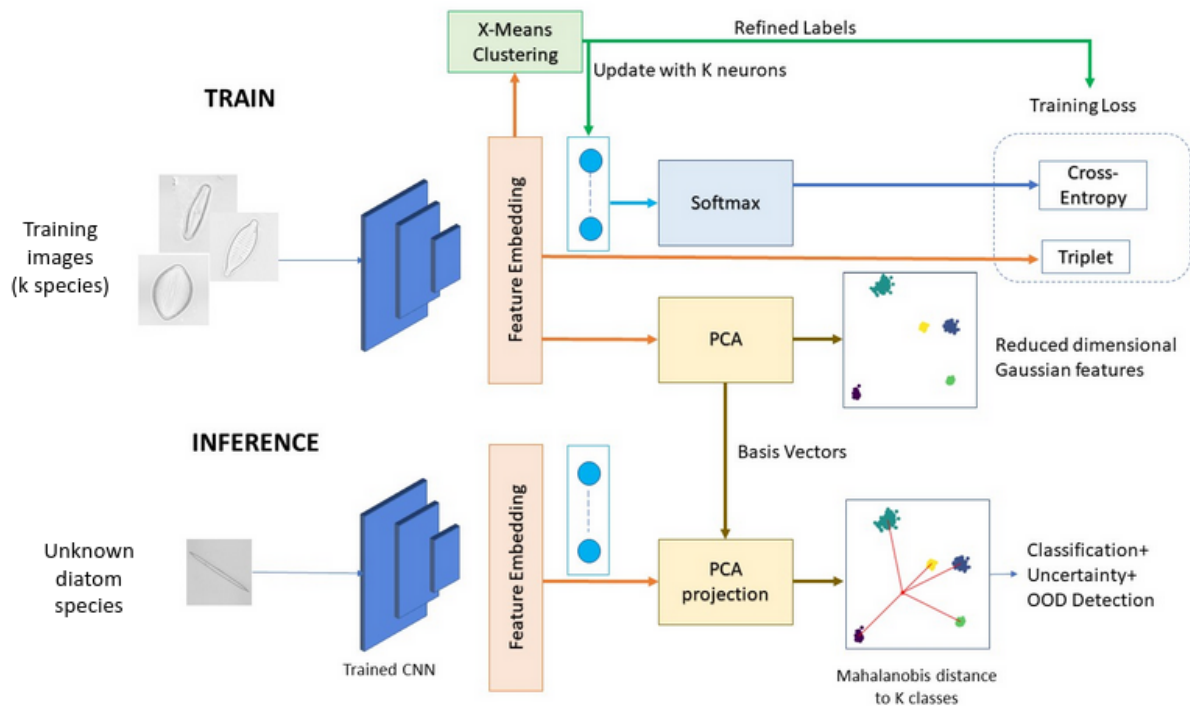 X-Means
Clustering
Refined Labels
Update with K neurons
TRAIN
Training Loss
Training
images
(k species)
Feature Embedding
Softmax
Cross-
Entropy
Triplet
PCA
Reduced dimensional
Gaussian features
INFERENCE
Basis Vectors
Unknown
diatom
species
Trained CNN
Feature Embedding
PCA
projection
Classification+
Uncertainty+
OOD Detection
Mahalanobis distance
to K classes